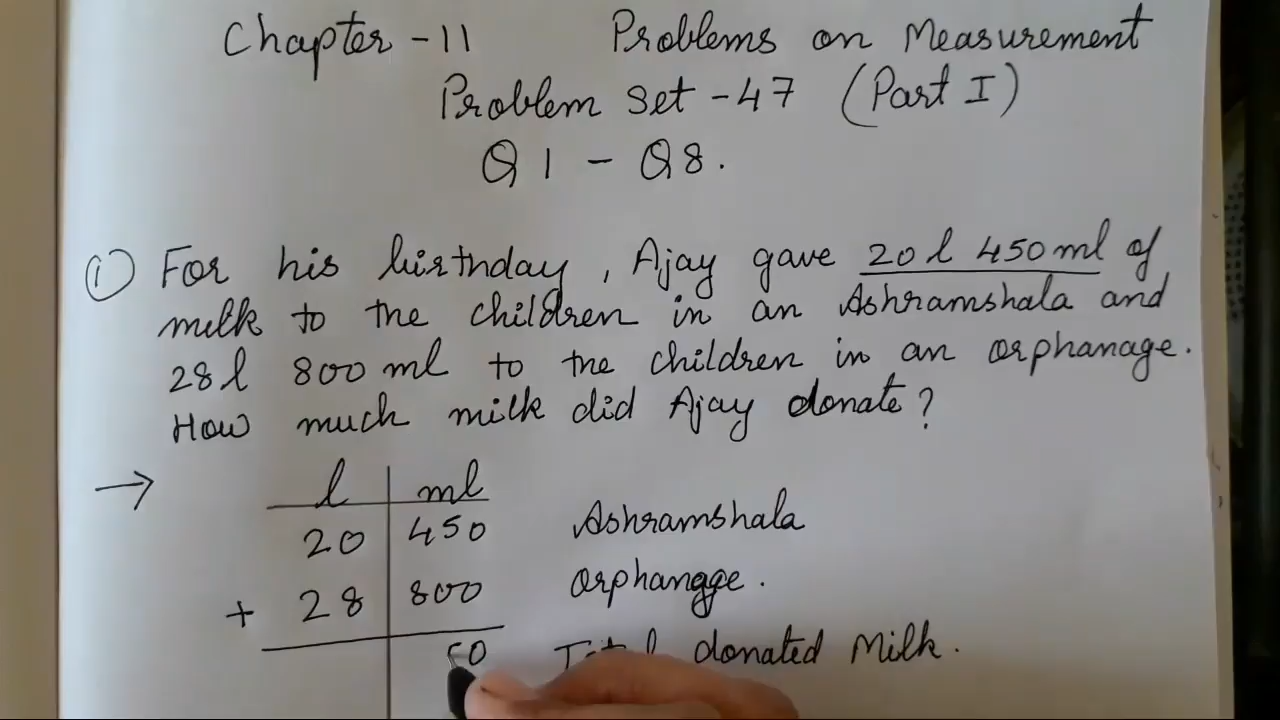 Chapter - 11 Problems on Measurement
Problem Set - 47 (Part I)
Q1 - Q8.
① For his birthday, Ajay gave 20 l 450 ml of
milk to the children in an Ashramshala and
28 l 800 ml to the children in an orphanage.
How much milk did Ajay donate?
→ l ml
20 450 Ashramshala
+ 28 800 orphanage.
50 donated Milk.